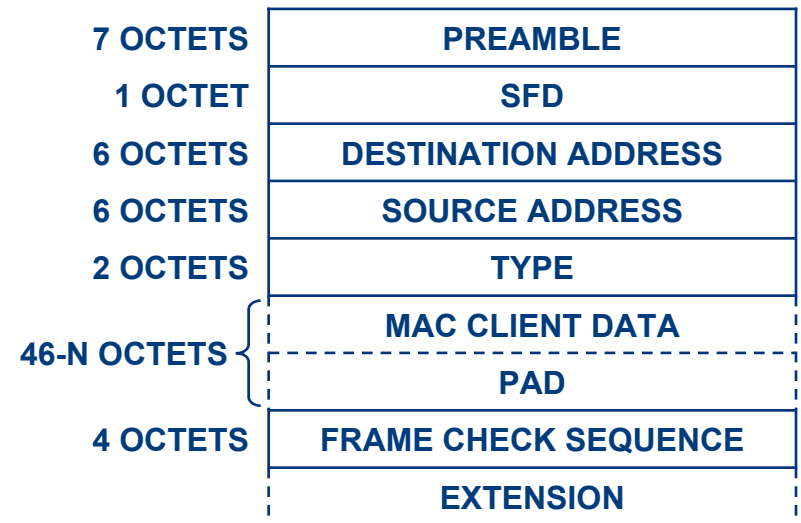 7 OCTETS PREAMBLE
1 OCTET SFD
6 OCTETS DESTINATION ADDRESS
6 OCTETS SOURCE ADDRESS
2 OCTETS TYPE
MAC CLIENT DATA
46-N OCTETS
PAD
4 OCTETS FRAME CHECK SEQUENCE
EXTENSION